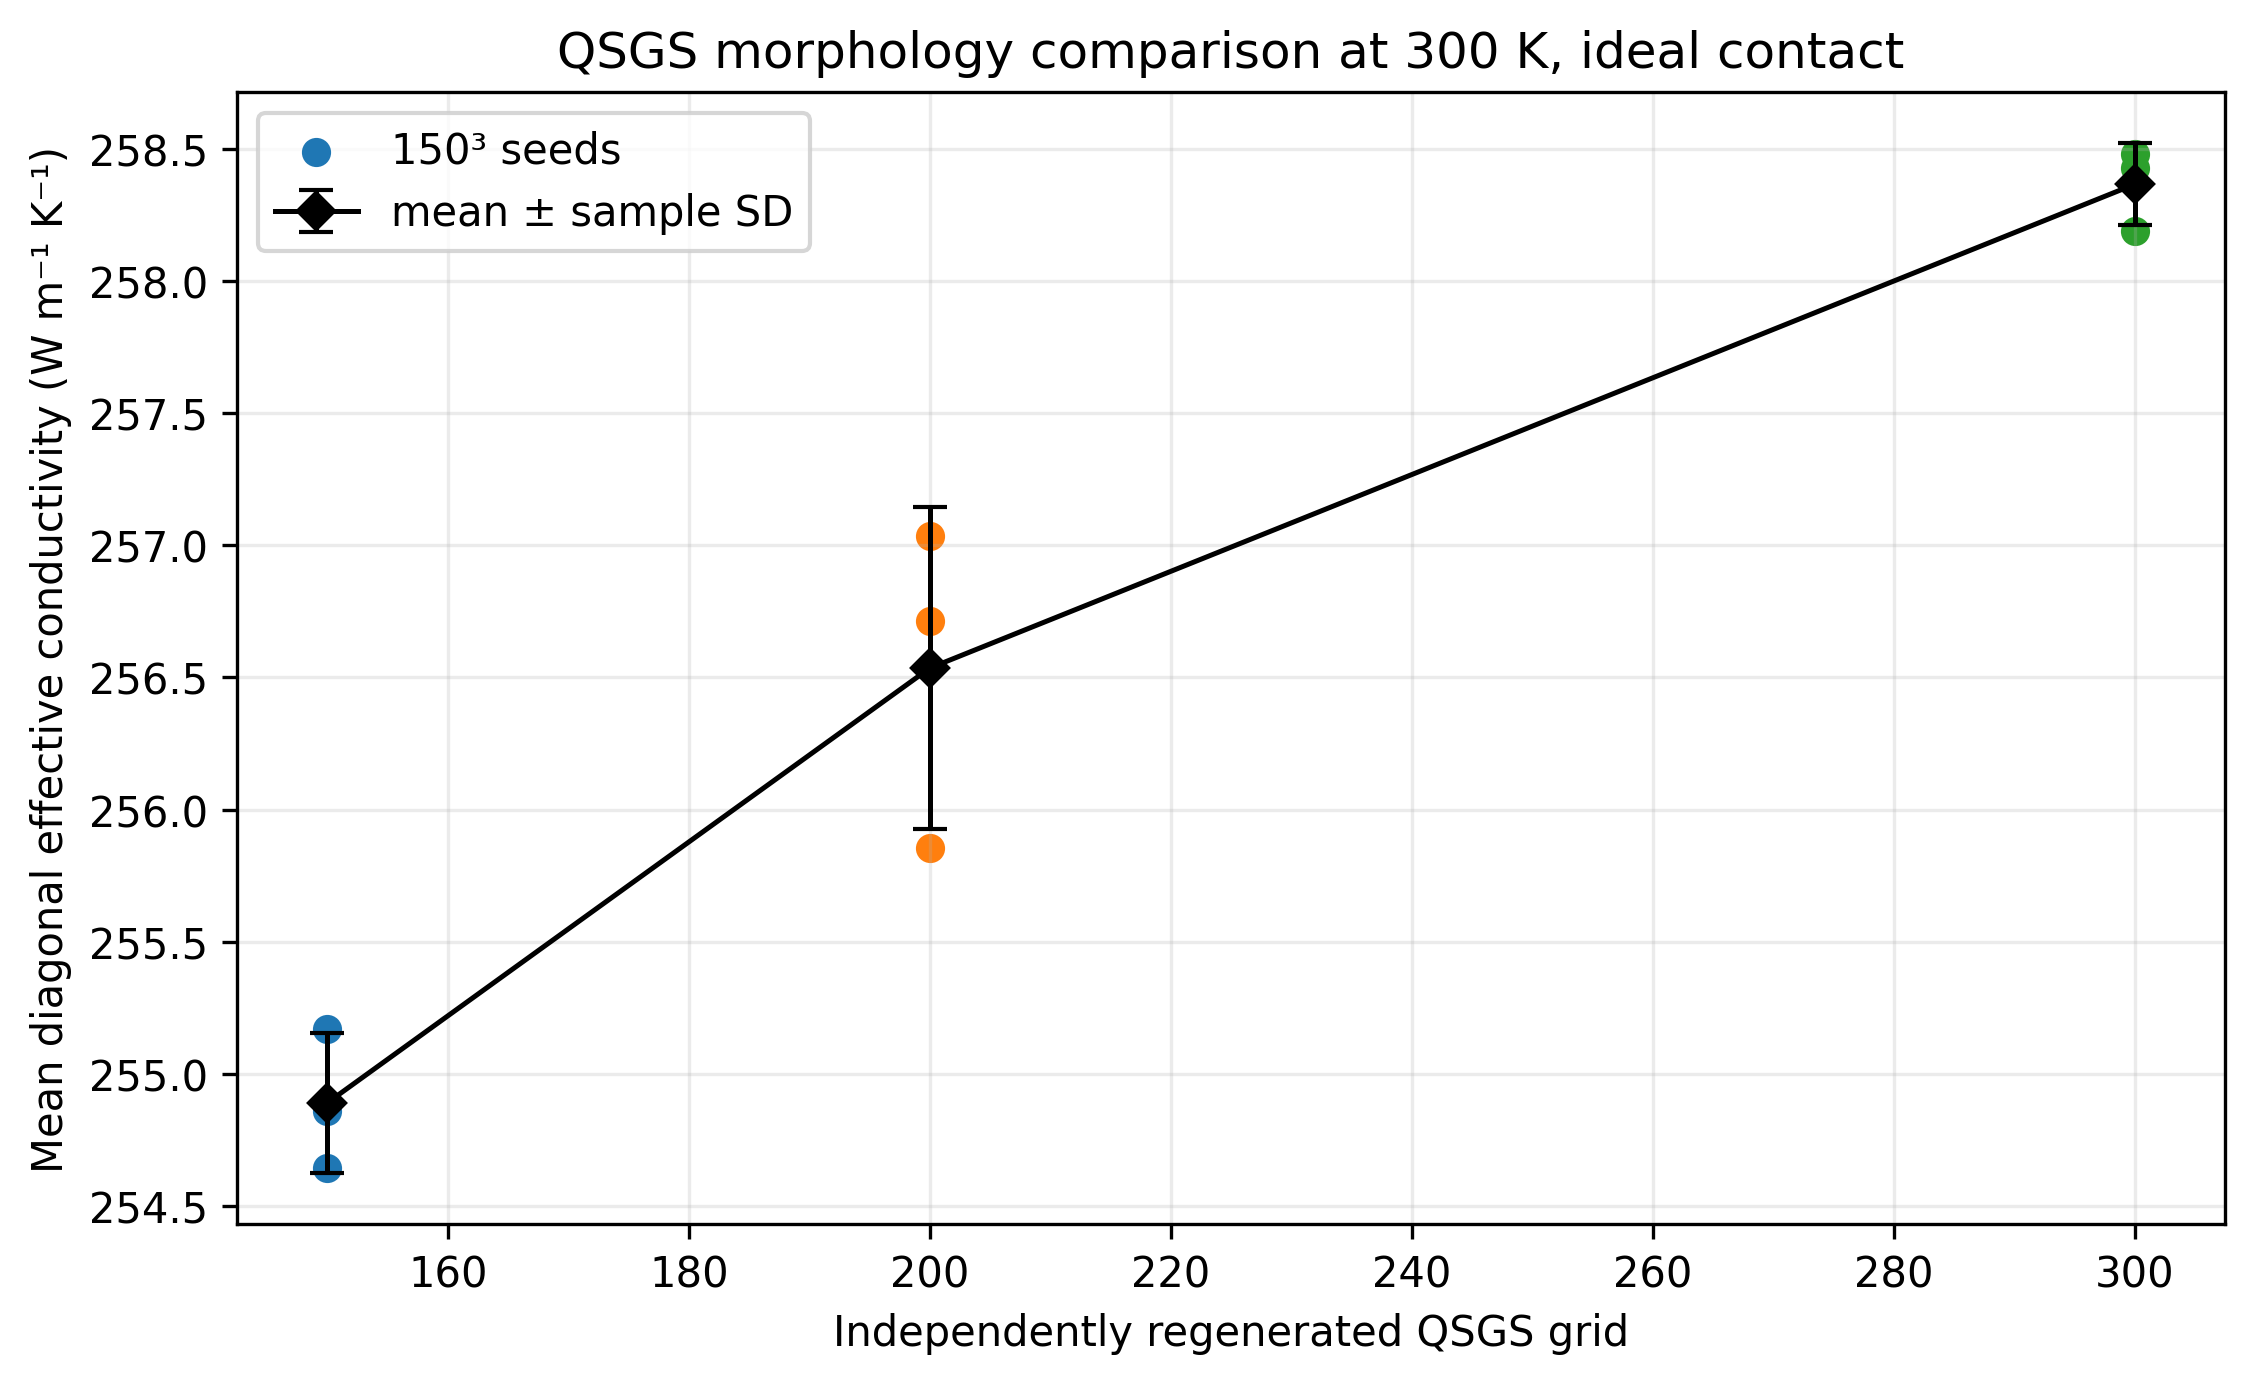 QSGS morphology comparison at 300 K, ideal contact
150³ seeds
mean ± sample SD
Mean diagonal effective conductivity (W m⁻¹ K⁻¹)
258.5
258.0
257.5
257.0
256.5
256.0
255.5
255.0
254.5
160 180 200 220 240 260 280 300
Independently regenerated QSGS grid